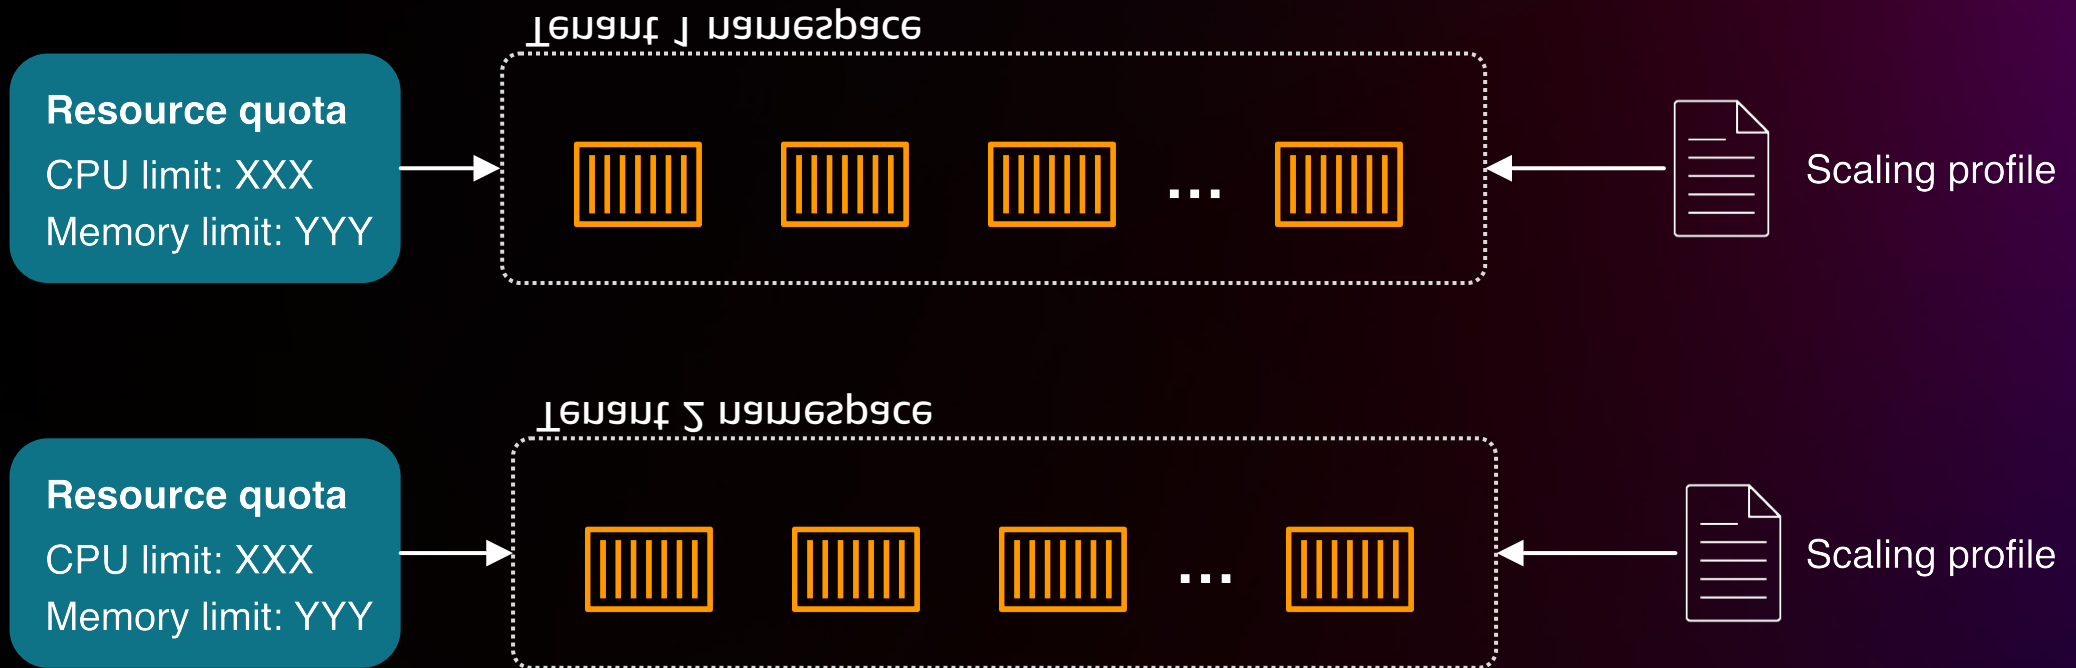 Tenant 1 namespace
Resource quota
CPU limit: XXX
Memory limit: YYY
...
Scaling profile
Tenant 2 namespace
Resource quota
CPU limit: XXX
Memory limit: YYY
...
Scaling profile